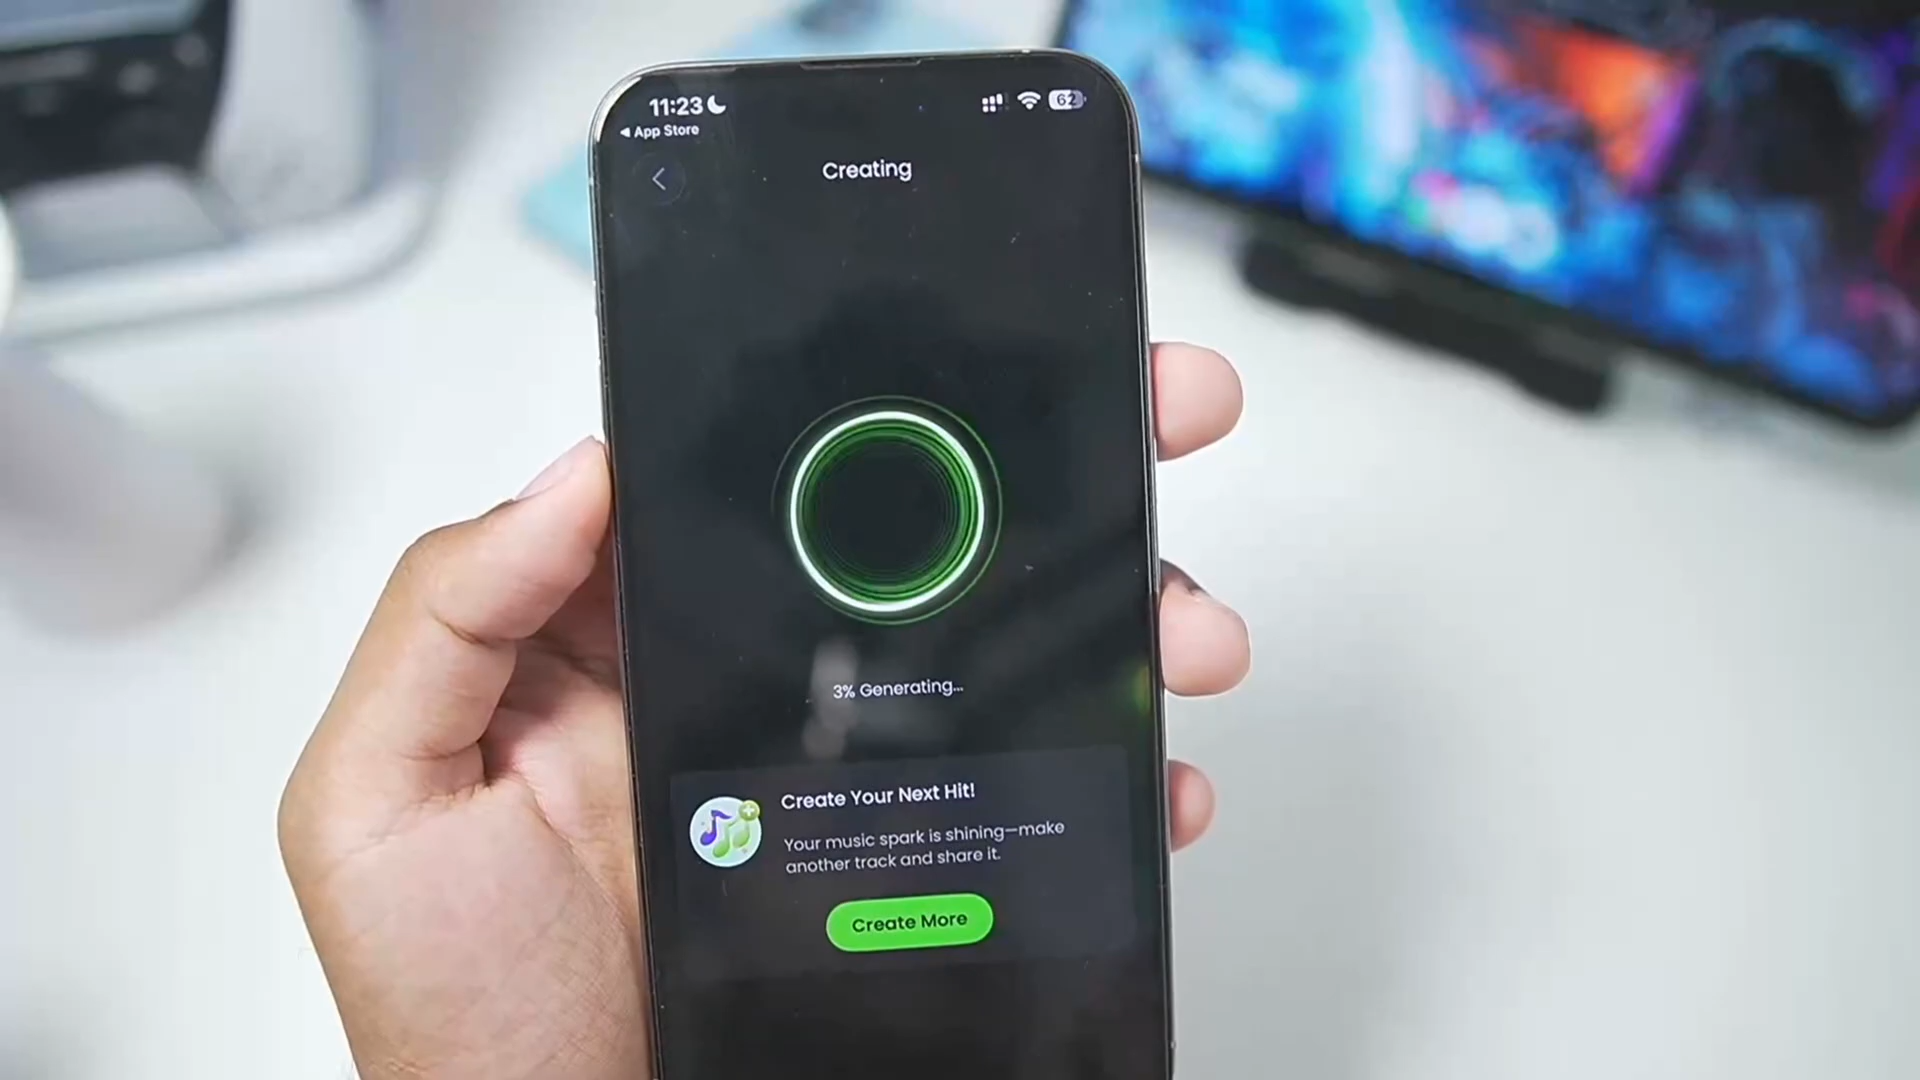 11:23
62
◀ App Store
Creating
3% Generating...
Create Your Next Hit!
Your music spark is shining—make
another track and share it.
Create More